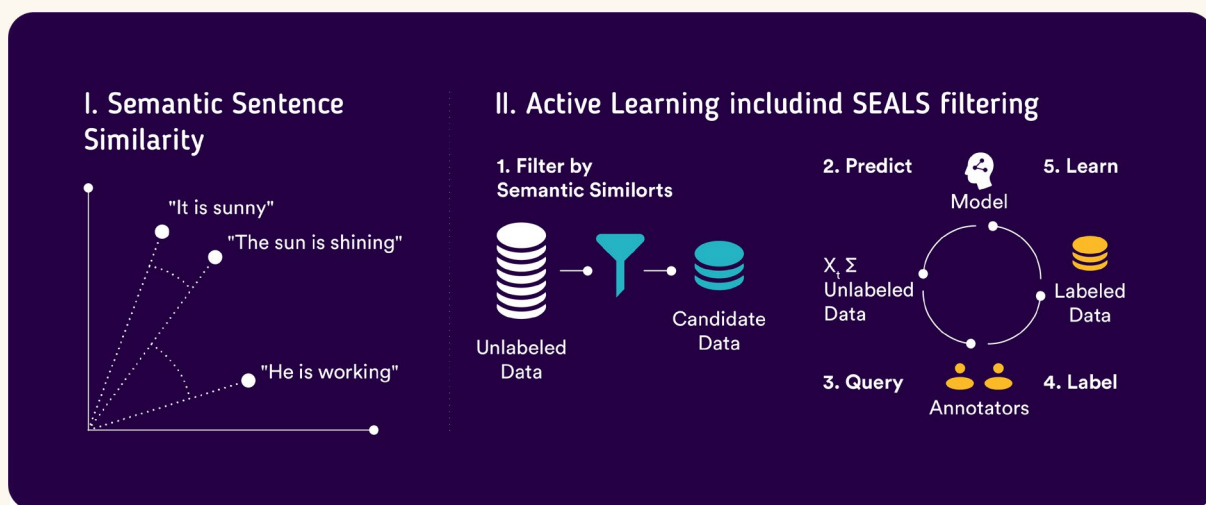 I. Semantic Sentence
Similarity
"It is sunny"
"The sun is shining"
"He is working"
II. Active Learning includind SEALS filtering
1. Filter by
Semantic Similorts
Unlabeled
Data
Candidate
Data
2. Predict
Model
5. Learn
Xₜ Σ
Unlabeled
Data
Labeled
Data
3. Query
Annotators
4. Label